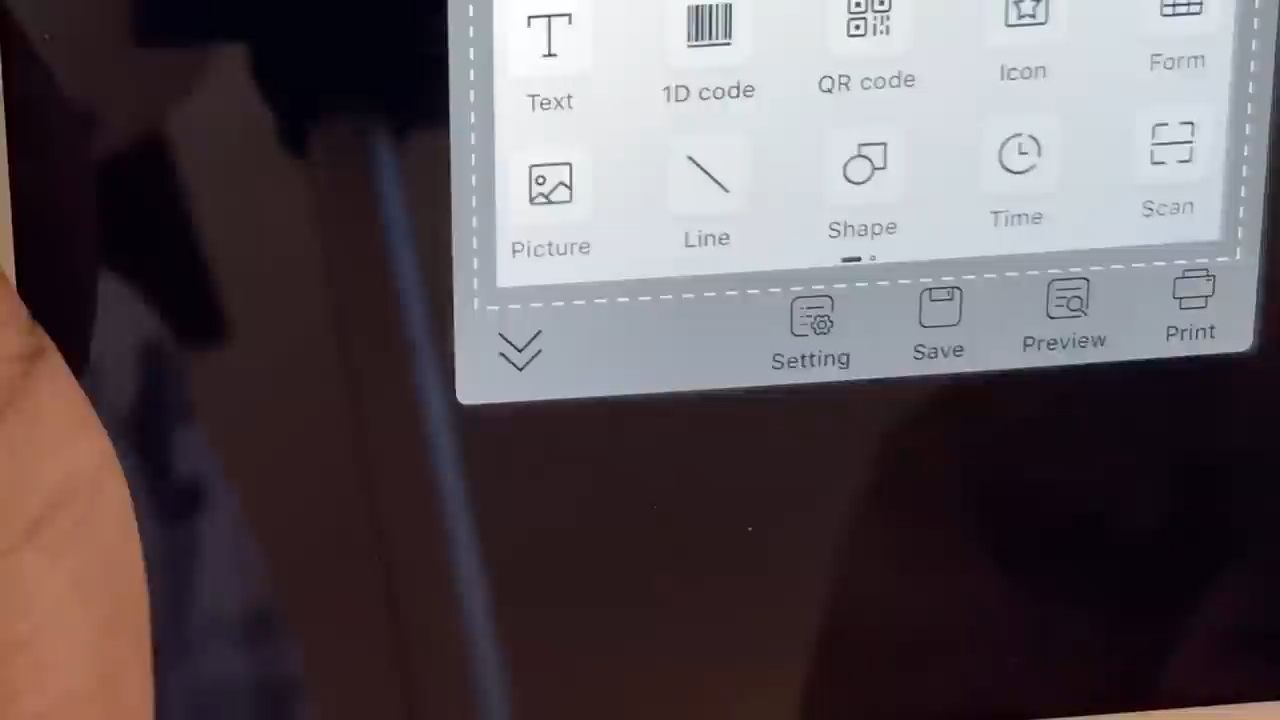 Text 1D code QR code Icon Form
Picture Line Shape Time Scan
Setting Save Preview Print